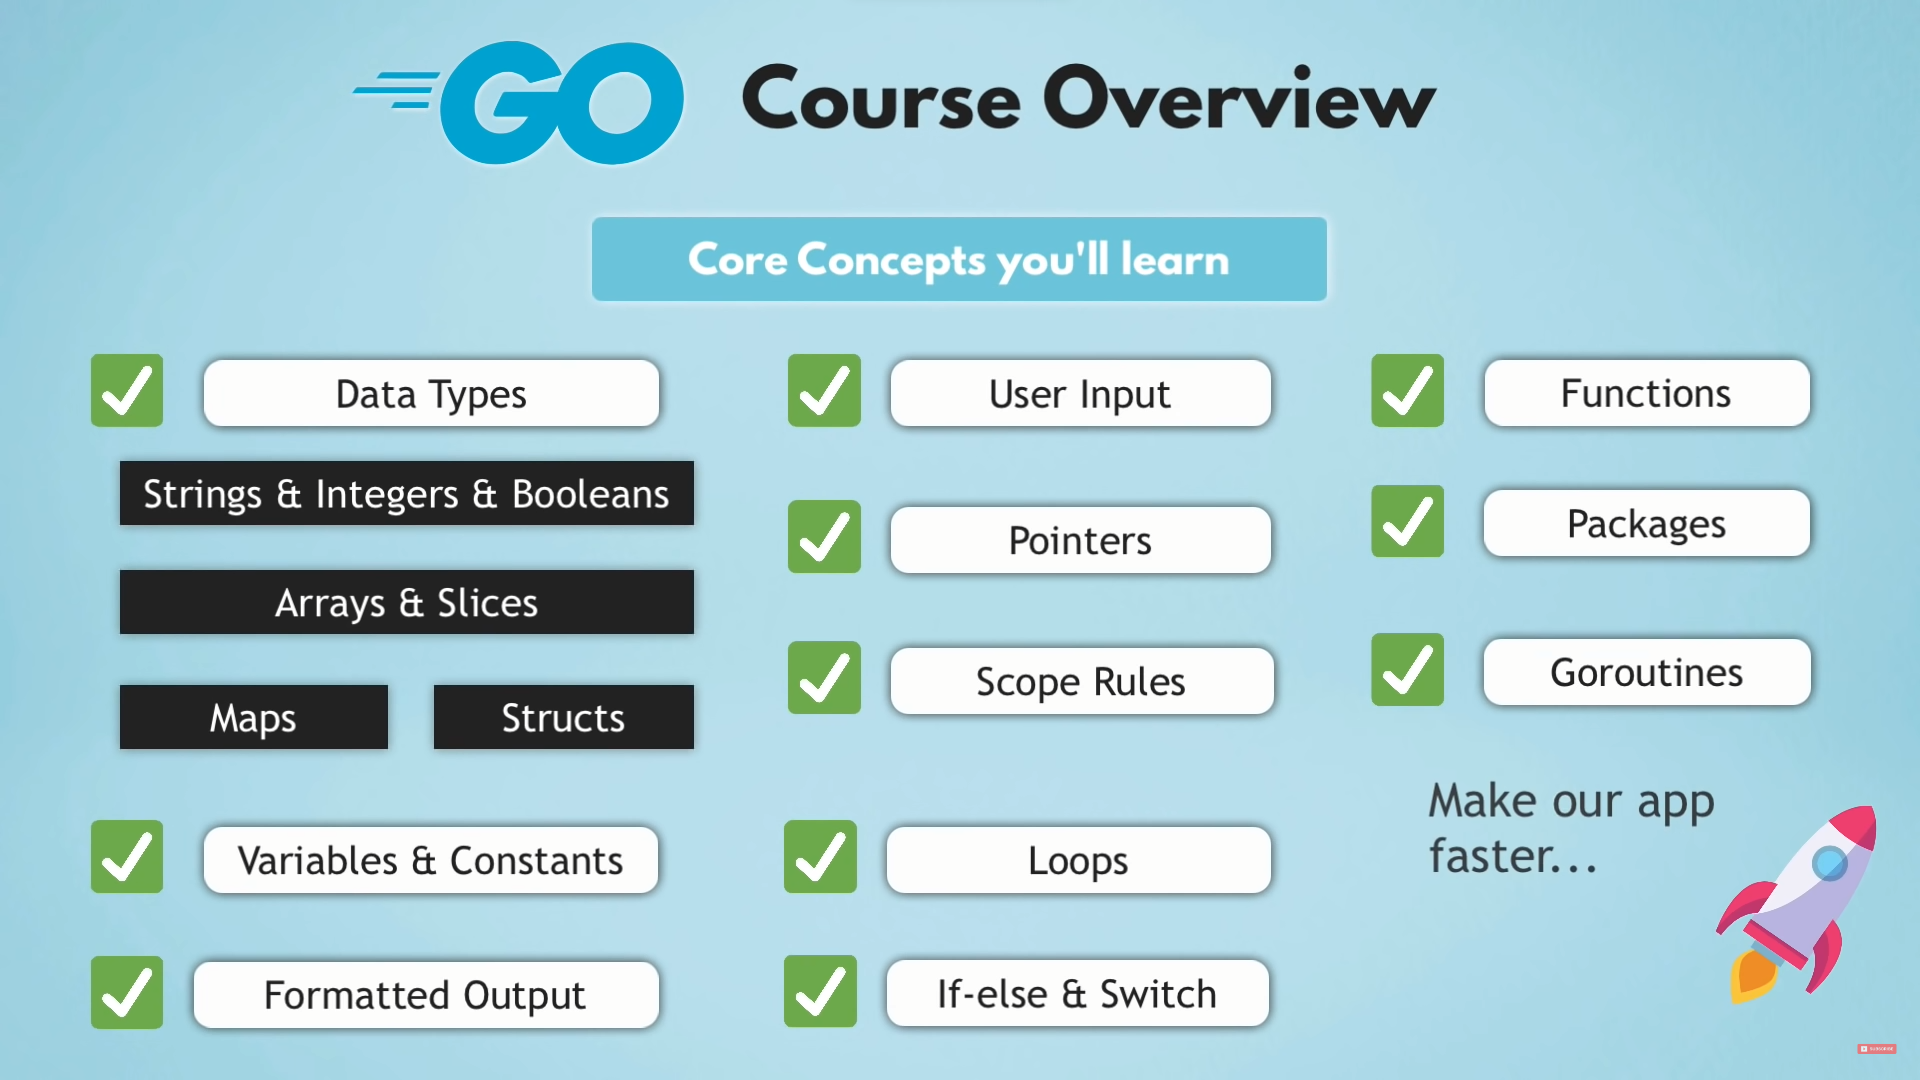 GO Course Overview
Core Concepts you'll learn
Data Types
Strings & Integers & Booleans
Arrays & Slices
Maps
Structs
Variables & Constants
Formatted Output
User Input
Pointers
Scope Rules
Loops
If-else & Switch
Functions
Packages
Goroutines
Make our app
faster...
SUBSCRIBE